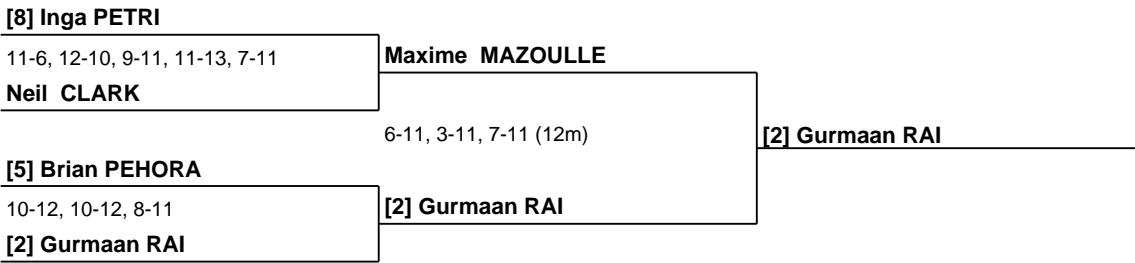 [8] Inga PETRI
11-6, 12-10, 9-11, 11-13, 7-11
Neil CLARK
Maxime MAZOULLE
6-11, 3-11, 7-11 (12m)
[5] Brian PEHORA
10-12, 10-12, 8-11
[2] Gurmaan RAI
[2] Gurmaan RAI
[2] Gurmaan RAI